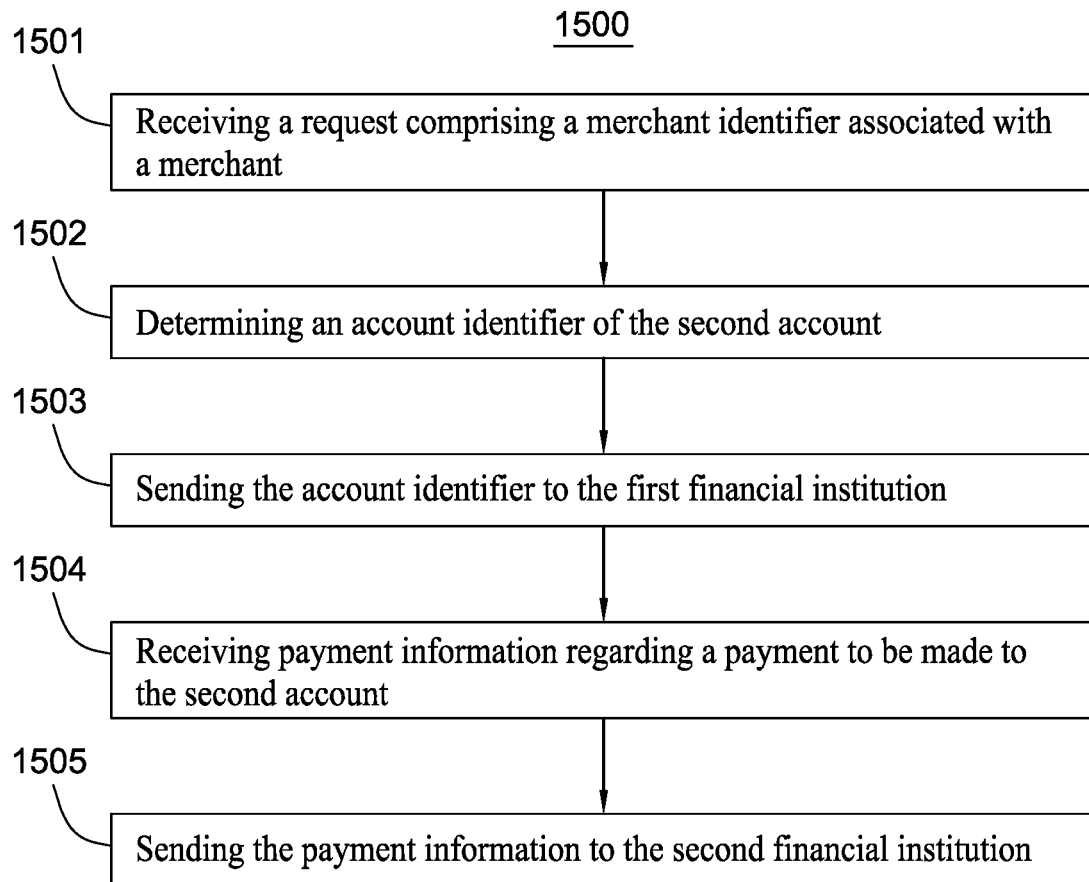 1500
1501
Receiving a request comprising a merchant identifier associated with
a merchant
1502
Determining an account identifier of the second account
1503
Sending the account identifier to the first financial institution
1504
Receiving payment information regarding a payment to be made to
the second account
1505
Sending the payment information to the second financial institution